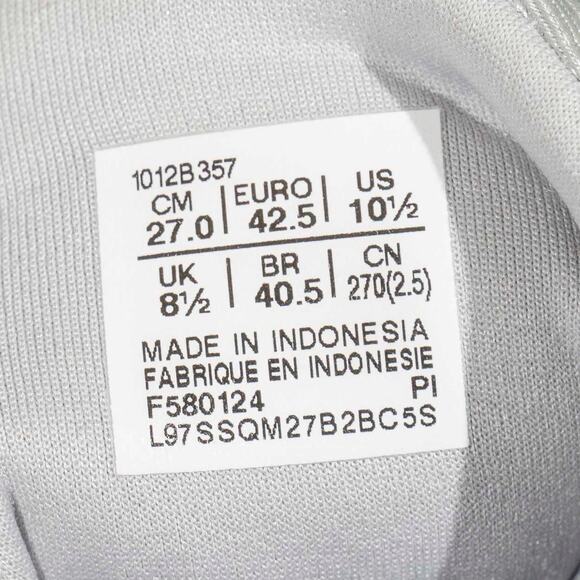 1012B357
CM | EURO | US
27.0 | 42.5 | 10½
UK | BR | CN
8½ | 40.5 | 270(2.5)
MADE IN INDONESIA
FABRIQUE EN INDONESIE
F580124 PI
L97SSQM27B2BC5S